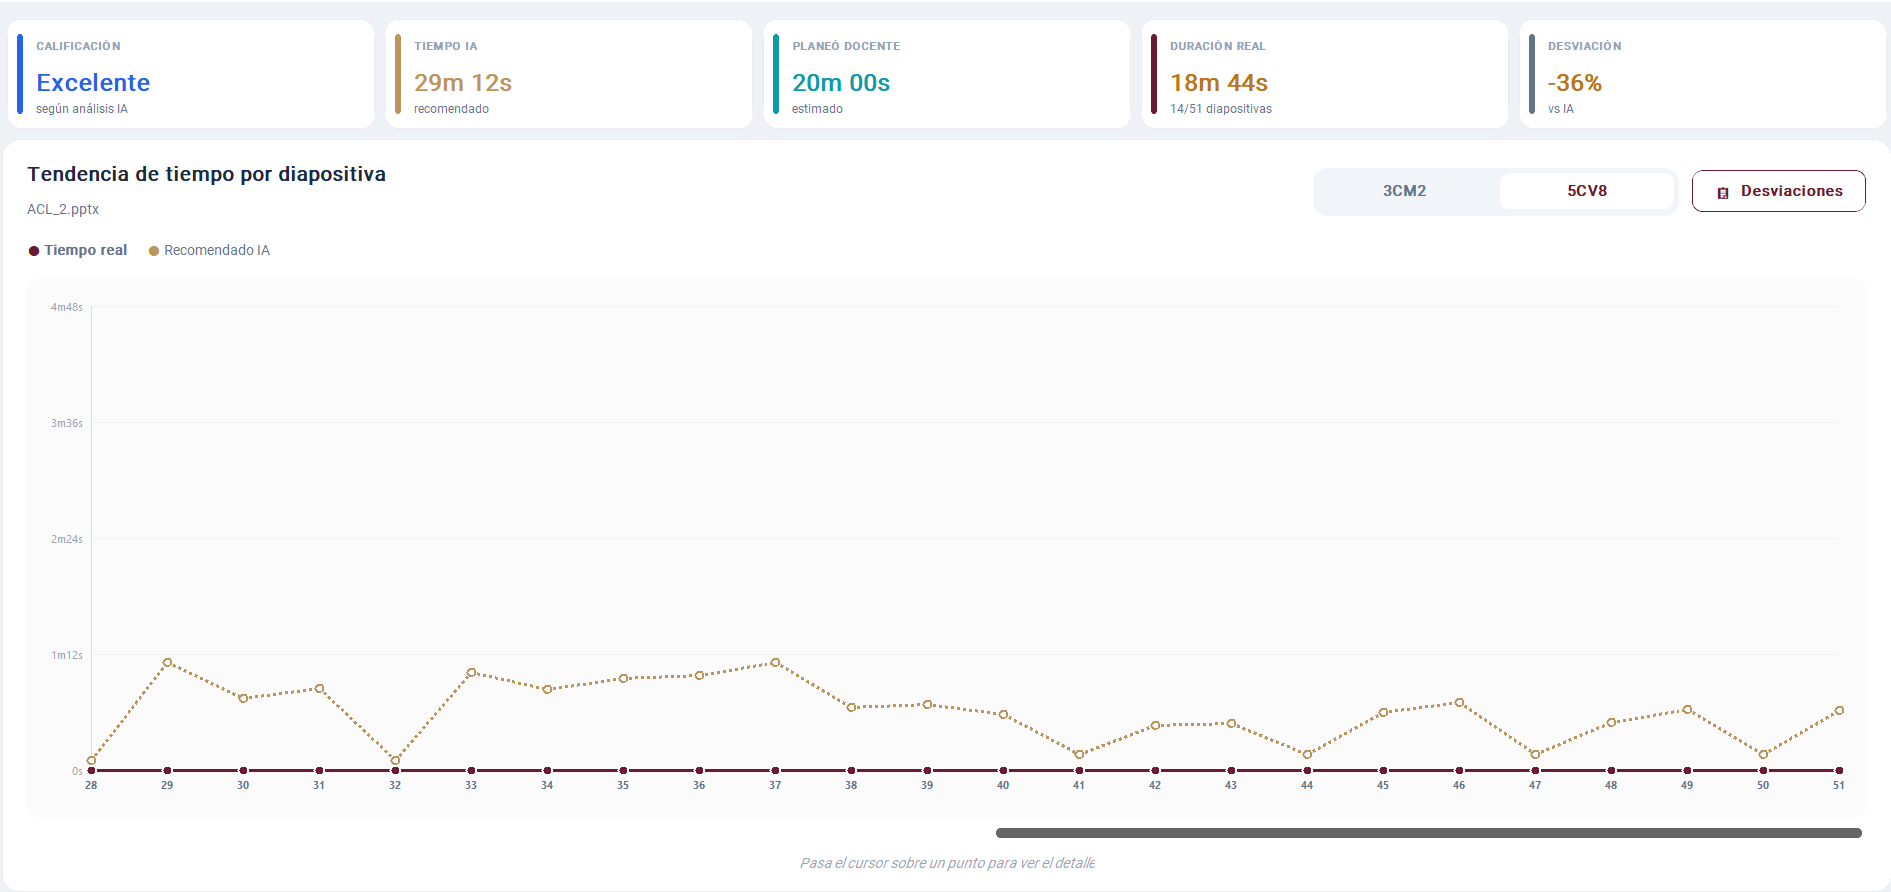 CALIFICACIÓN
Excelente
según análisis IA
TIEMPO IA
29m 12s
recomendado
PLANEÓ DOCENTE
20m 00s
estimado
DURACIÓN REAL
18m 44s
14/51 diapositivas
DESVIACIÓN
-36%
vs IA
Tendencia de tiempo por diapositiva
ACL_2.pptx
3CM2
5CV8
Desviaciones
Tiempo real
Recomendado IA
4m48s
3m36s
2m24s
1m12s
0s
28 29 30 31 32 33 34 35 36 37 38 39 40 41 42 43 44 45 46 47 48 49 50 51
Pasa el cursor sobre un punto para ver el detalle